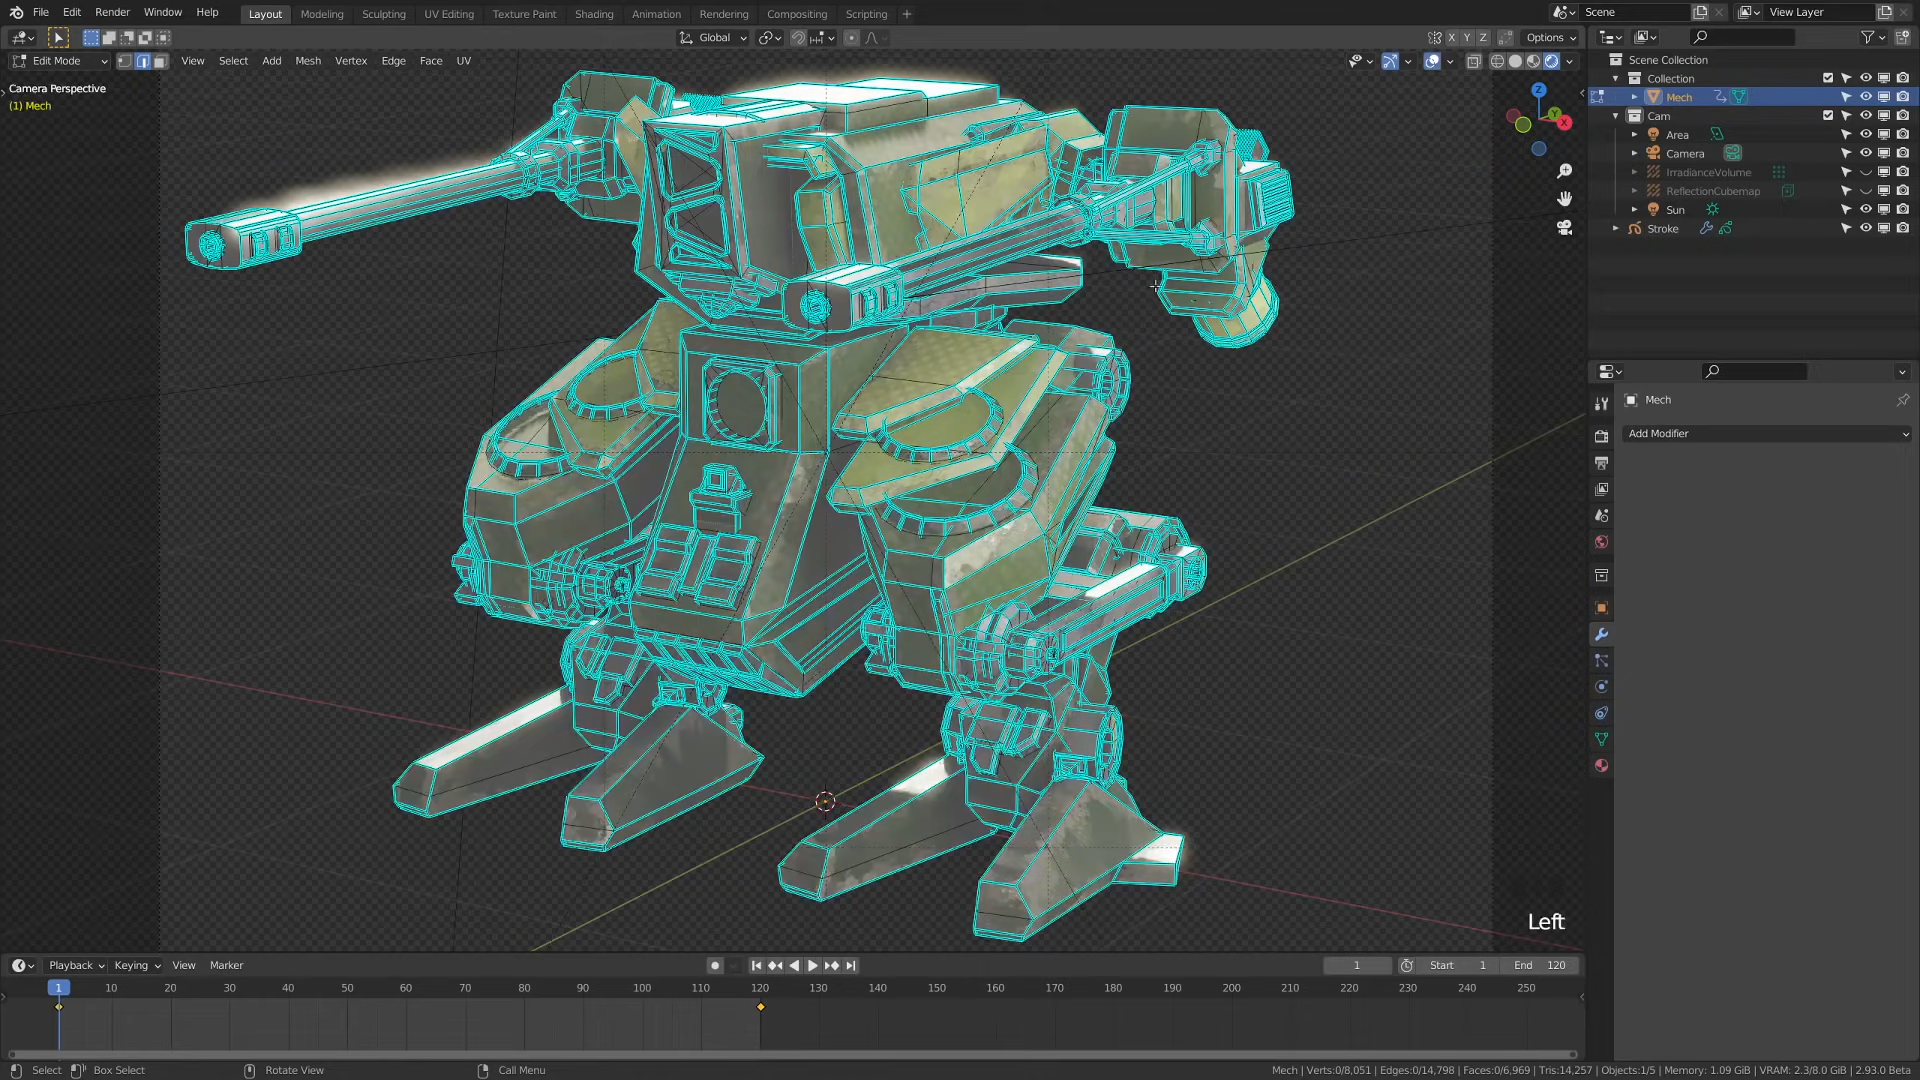 File Edit Render Window Help Layout Modeling Sculpting UV Editing Texture Paint Shading Animation Rendering Compositing Scripting + Scene View Layer
Global X Y Z Options
Edit Mode View Select Add Mesh Vertex Edge Face UV
Camera Perspective
(1) Mech
Z
Y
X
Scene Collection
Collection
Mech
Cam
Area
Camera
IrradianceVolume
ReflectionCubemap
Sun
Stroke
Mech
Add Modifier
Left
Playback Keying View Marker 1 Start 1 End 120
1 10 20 30 40 50 60 70 80 90 100 110 120 130 140 150 160 170 180 190 200 210 220 230 240 250
Select Box Select Rotate View Call Menu Mech | Verts:0/8,051 | Edges:0/14,798 | Faces:0/6,969 | Tris:14,257 | Objects:1/5 | Memory: 1.09 GiB | VRAM: 2.3/8.0 GiB | 2.93.0 Beta